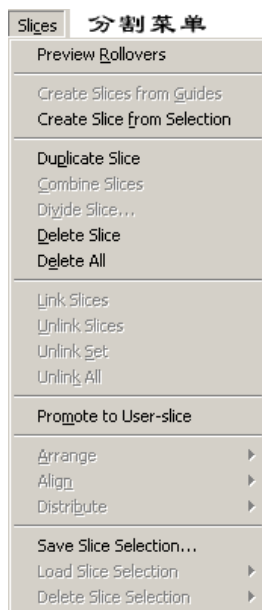 Slices 分割菜单
Preview Rollovers
Create Slices from Guides
Create Slice from Selection
Duplicate Slice
Combine Slices
Divide Slice...
Delete Slice
Delete All
Link Slices
Unlink Slices
Unlink Set
Unlink All
Promote to User-slice
Arrange
Align
Distribute
Save Slice Selection...
Load Slice Selection
Delete Slice Selection